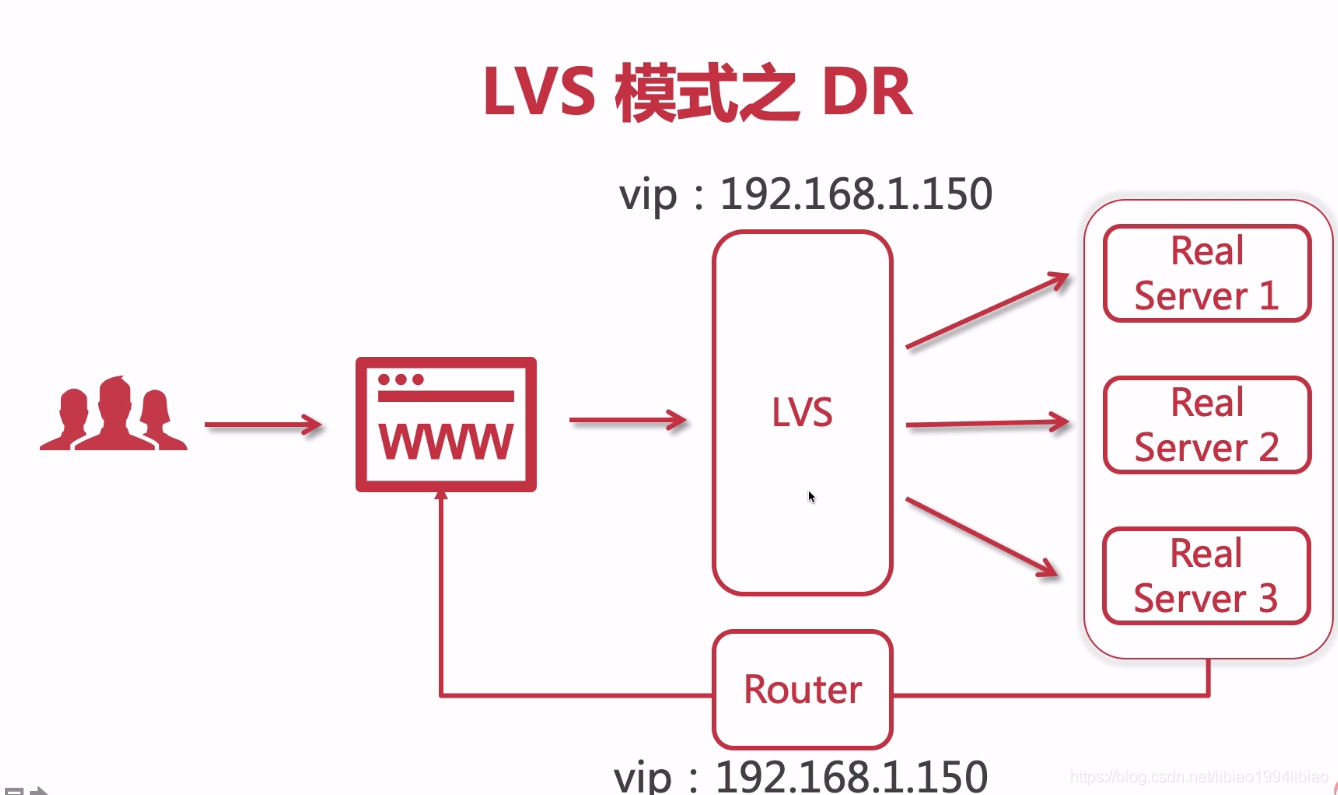 LVS 模式之 DR
vip：192.168.1.150
WWW
LVS
Real
Server 1
Real
Server 2
Real
Server 3
Router
vip：192.168.1.150
https://blog.csdn.net/libiao1994libiao